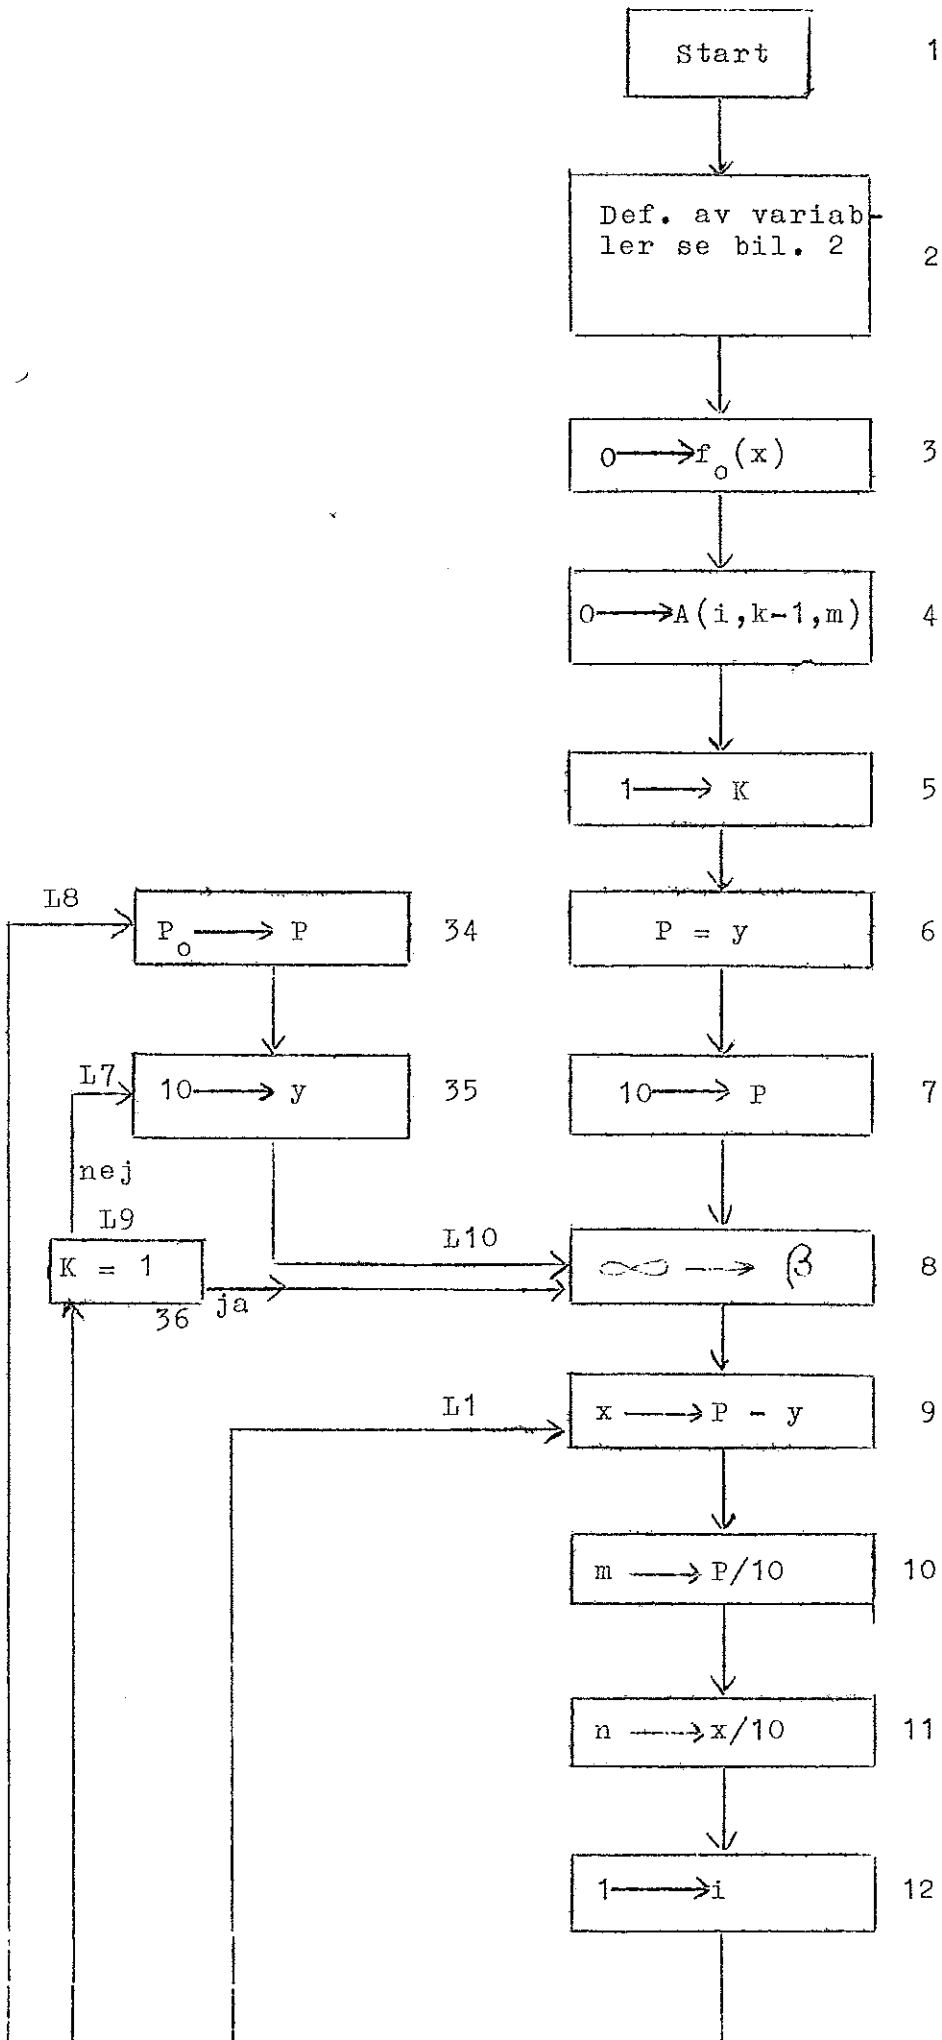 Start 1
Def. av variab-
ler se bil. 2 2
0⟶f₀(x) 3
0⟶A(i,k-1,m) 4
1⟶ K 5
L8
P₀ ⟶ P 34
P = y 6
L7
10⟶ y 35
10⟶ P 7
nej
L9
L10
K = 1
∞ ⟶ β 8
36 ja
L1
x ⟶ P - y 9
m ⟶ P/10 10
n ⟶ x/10 11
1⟶i 12